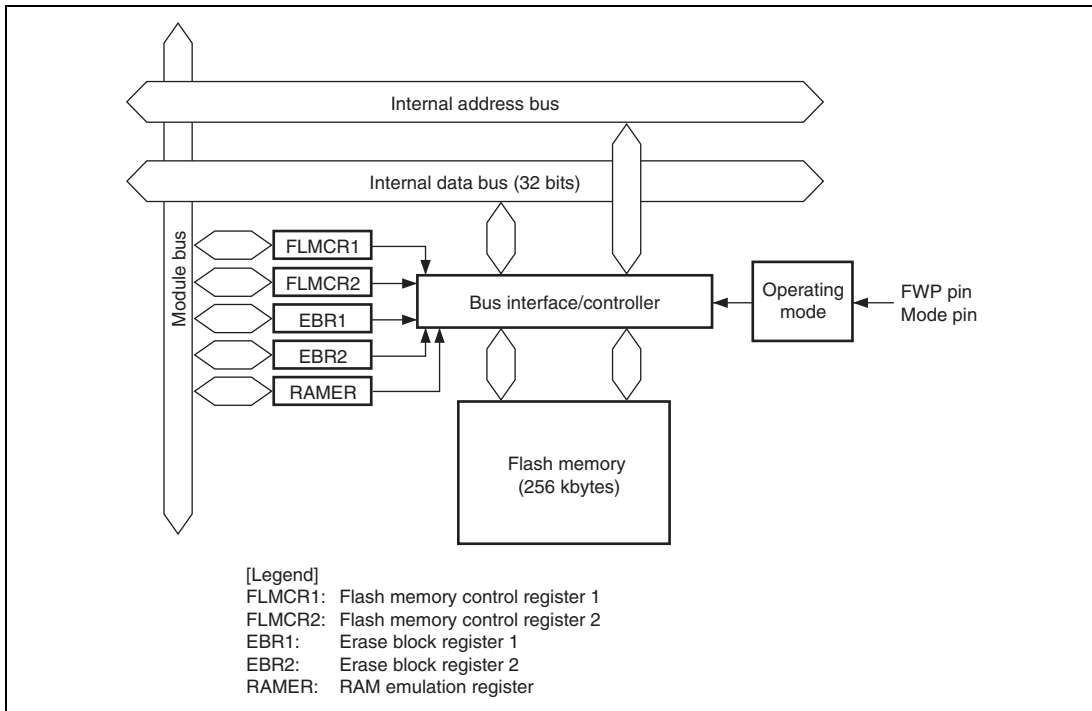 Internal address bus
Internal data bus (32 bits)
Module bus
FLMCR1
FLMCR2
EBR1
EBR2
RAMER
Bus interface/controller
Operating
mode
FWP pin
Mode pin
Flash memory
(256 kbytes)
[Legend]
FLMCR1: Flash memory control register 1
FLMCR2: Flash memory control register 2
EBR1: Erase block register 1
EBR2: Erase block register 2
RAMER: RAM emulation register